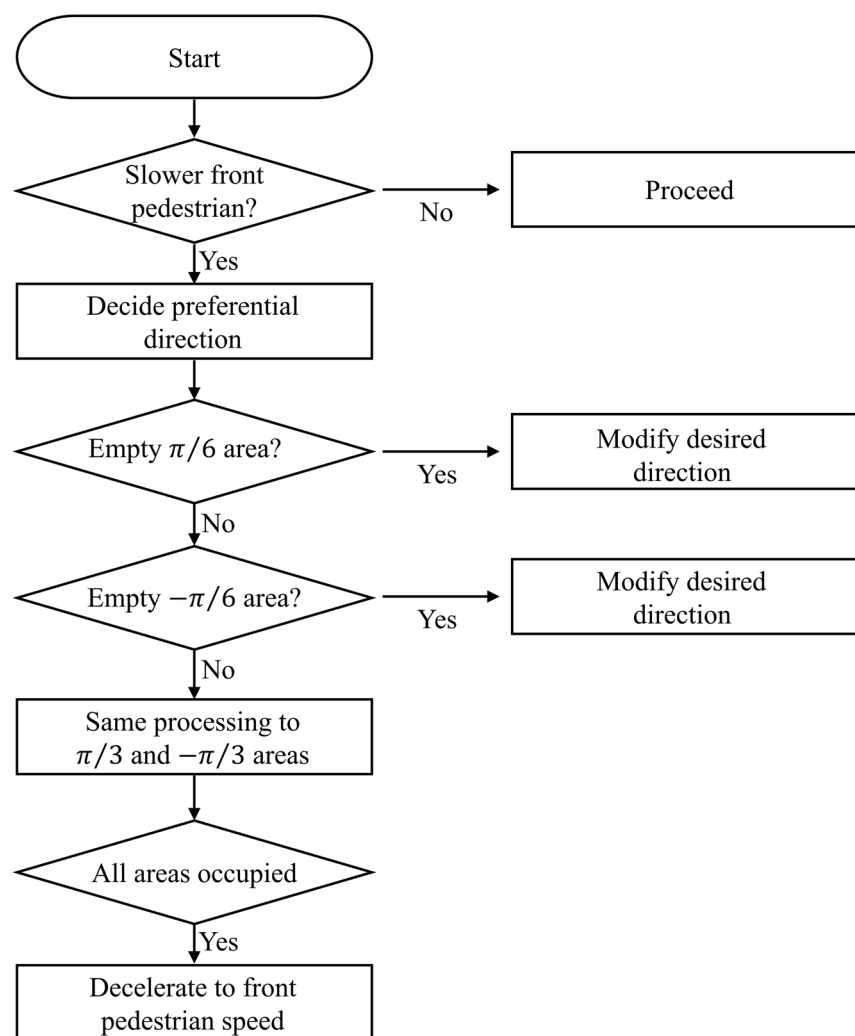 Start
Slower front
pedestrian?
No
Proceed
Yes
Decide preferential
direction
Empty π/6 area?
Yes
Modify desired
direction
No
Empty −π/6 area?
Yes
Modify desired
direction
No
Same processing to
π/3 and −π/3 areas
All areas occupied
Yes
Decelerate to front
pedestrian speed